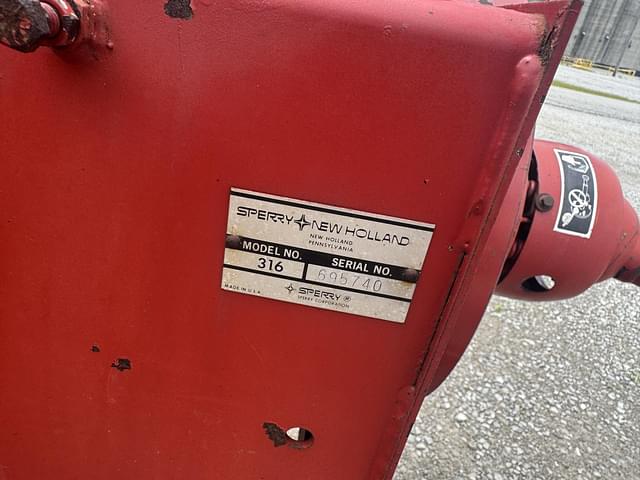 SPERRY NEW HOLLAND
NEW HOLLAND
PENNSYLVANIA
MODEL NO. SERIAL NO.
316 695740
SPERRY®
MADE IN U.S.A. SPERRY CORPORATION